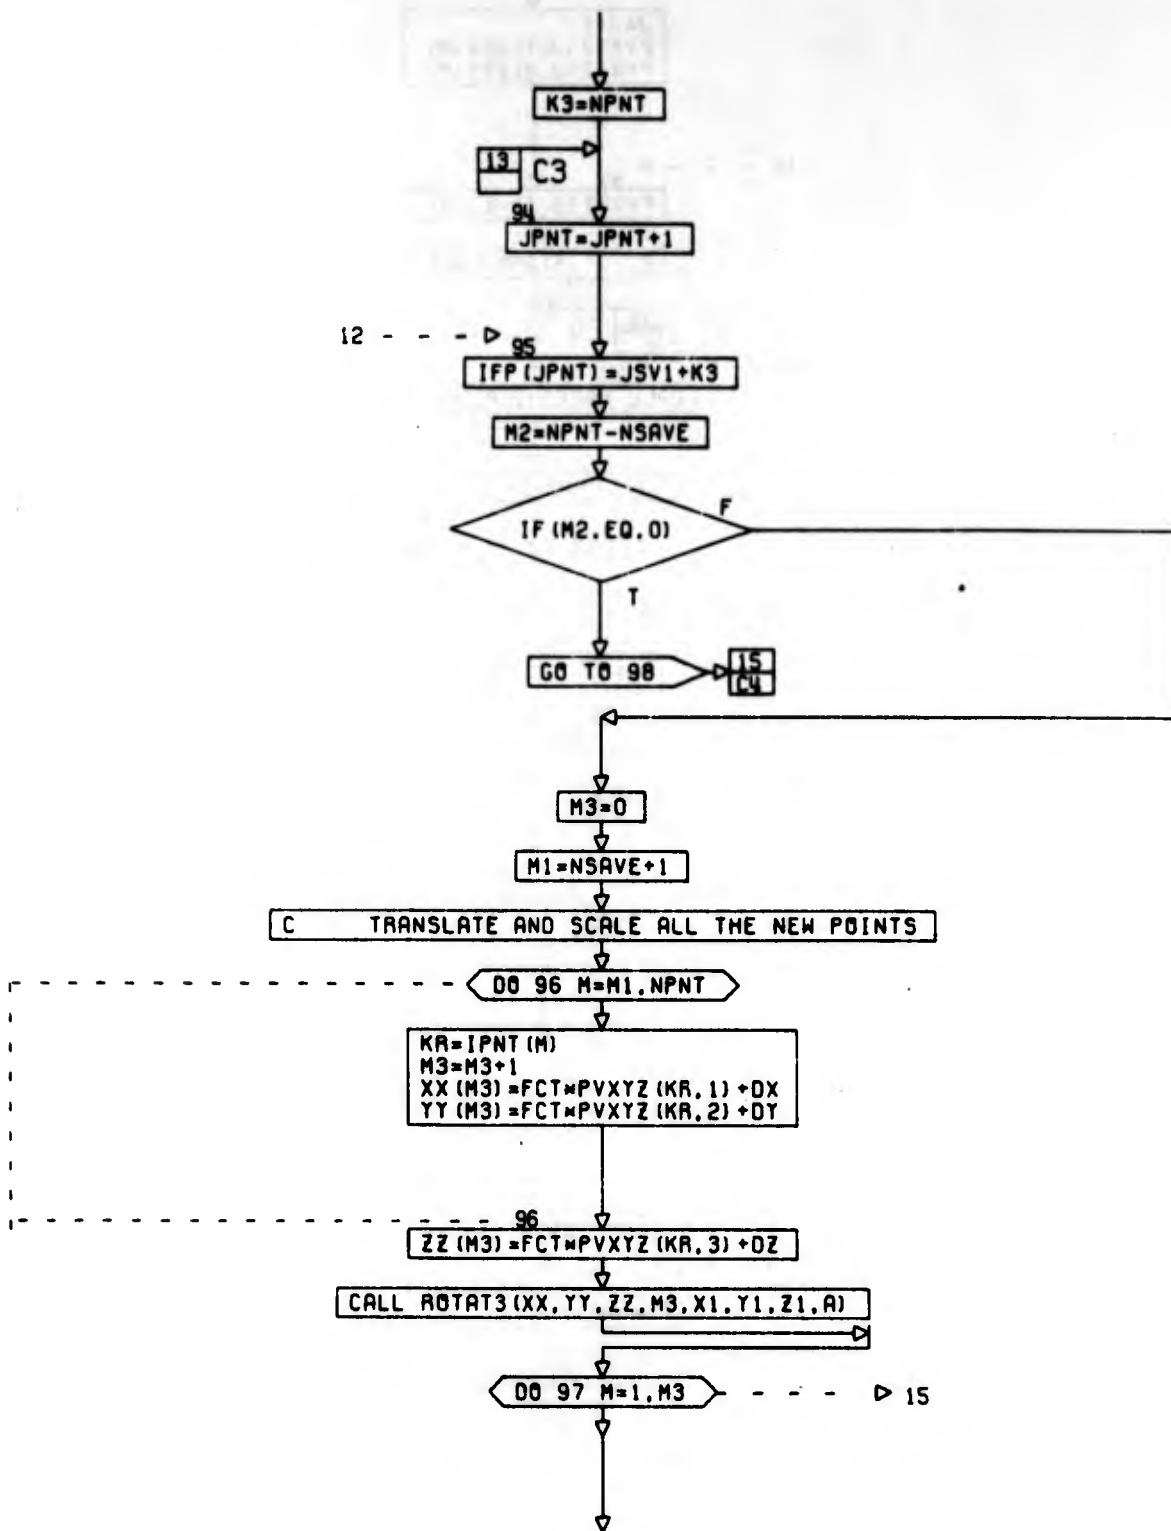 K3=NPNT
13
C3
94
JPNT=JPNT+1
12
95
IFP(JPNT)=JSV1+K3
M2=NPNT-NSAVE
F
IF(M2.EQ.0)
T
GO TO 98
15
C4
M3=0
M1=NSAVE+1
C TRANSLATE AND SCALE ALL THE NEW POINTS
DO 96 M=M1,NPNT
KR=IPNT(M)
M3=M3+1
XX(M3)=FCT*PVXYZ(KR,1)+DX
YY(M3)=FCT*PVXYZ(KR,2)+DY
96
ZZ(M3)=FCT*PVXYZ(KR,3)+DZ
CALL ROTAT3(XX,YY,ZZ,M3,X1,Y1,Z1,A)
DO 97 M=1,M3
15